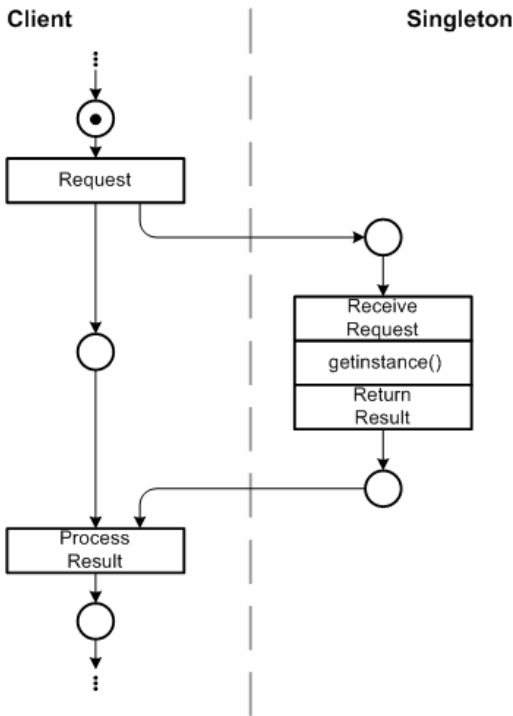 Client
Singleton
Request
Receive
Request
getinstance()
Return
Result
Process
Result